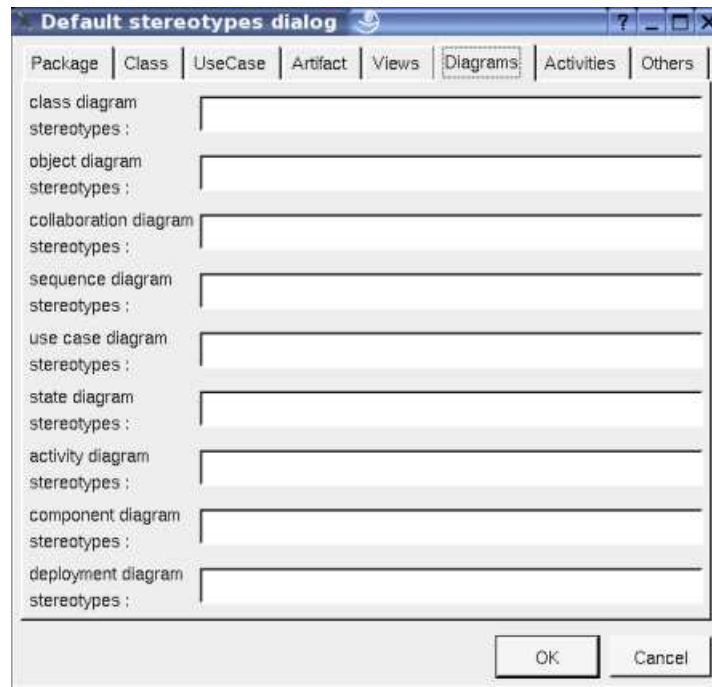 Default stereotypes dialog
Package Class UseCase Artifact Views Diagrams Activities Others
class diagram
stereotypes :
object diagram
stereotypes :
collaboration diagram
stereotypes :
sequence diagram
stereotypes :
use case diagram
stereotypes :
state diagram
stereotypes :
activity diagram
stereotypes :
component diagram
stereotypes :
deployment diagram
stereotypes :
OK Cancel